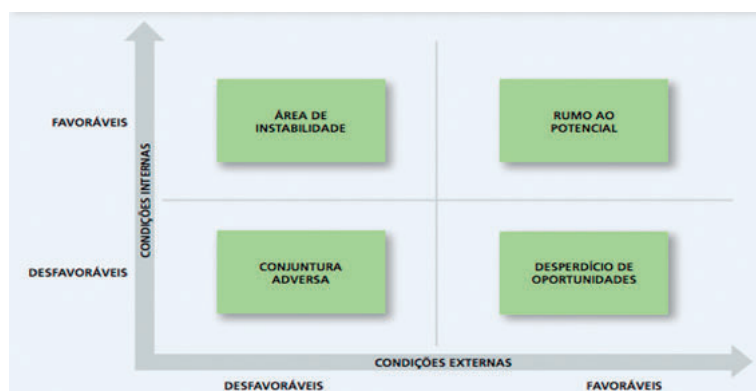 FAVORÁVEIS
ÁREA DE
INSTABILIDADE
RUMO AO
POTENCIAL
CONDIÇÕES INTERNAS
DESFAVORÁVEIS
CONJUNTURA
ADVERSA
DESPERDÍCIO DE
OPORTUNIDADES
CONDIÇÕES EXTERNAS
DESFAVORÁVEIS
FAVORÁVEIS